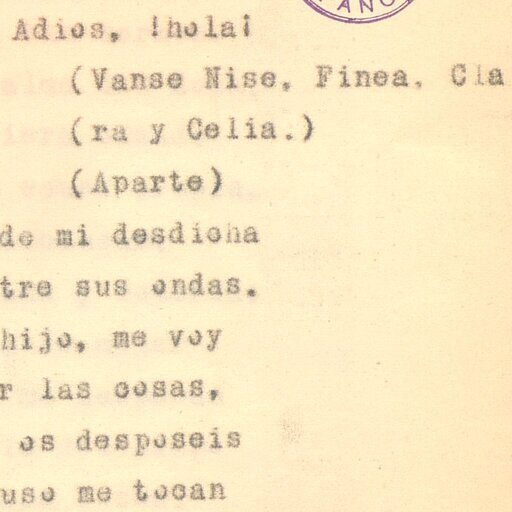 ANO
Adios, !hola¡
(Vanse Nise, Finea, Cla
(ra y Celia.)
(Aparte)
de mi desdicha
tre sus ondas.
hijo, me voy
r las cosas,
os desposeis
uso me tocan